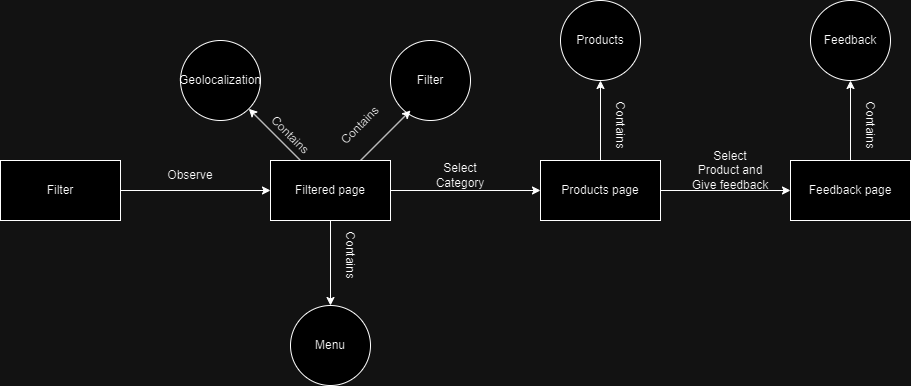 Products
Feedback
Geolocalization
Filter
Contains
Contains
Contains
Contains
Filter
Observe
Filtered page
Select
Category
Products page
Select
Product and
Give feedback
Feedback page
Contains
Menu